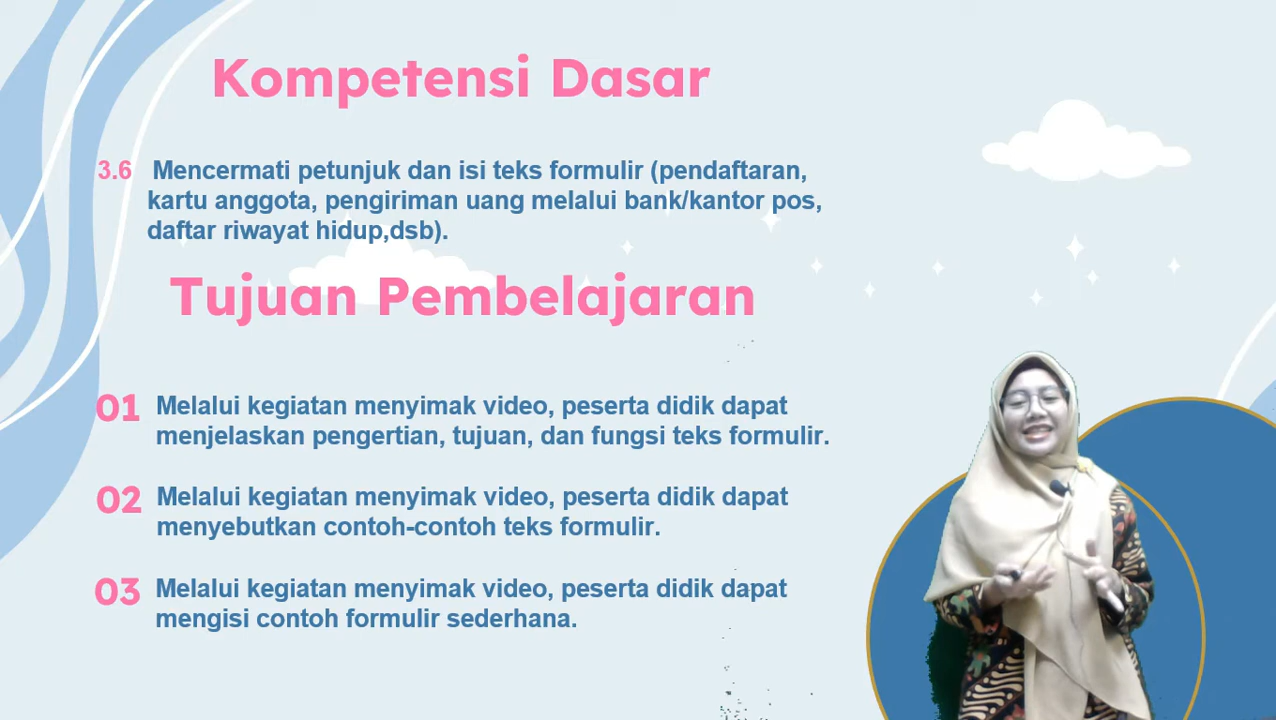 Kompetensi Dasar
3.6 Mencermati petunjuk dan isi teks formulir (pendaftaran,
kartu anggota, pengiriman uang melalui bank/kantor pos,
daftar riwayat hidup,dsb).
Tujuan Pembelajaran
01 Melalui kegiatan menyimak video, peserta didik dapat
menjelaskan pengertian, tujuan, dan fungsi teks formulir.
02 Melalui kegiatan menyimak video, peserta didik dapat
menyebutkan contoh-contoh teks formulir.
03 Melalui kegiatan menyimak video, peserta didik dapat
mengisi contoh formulir sederhana.